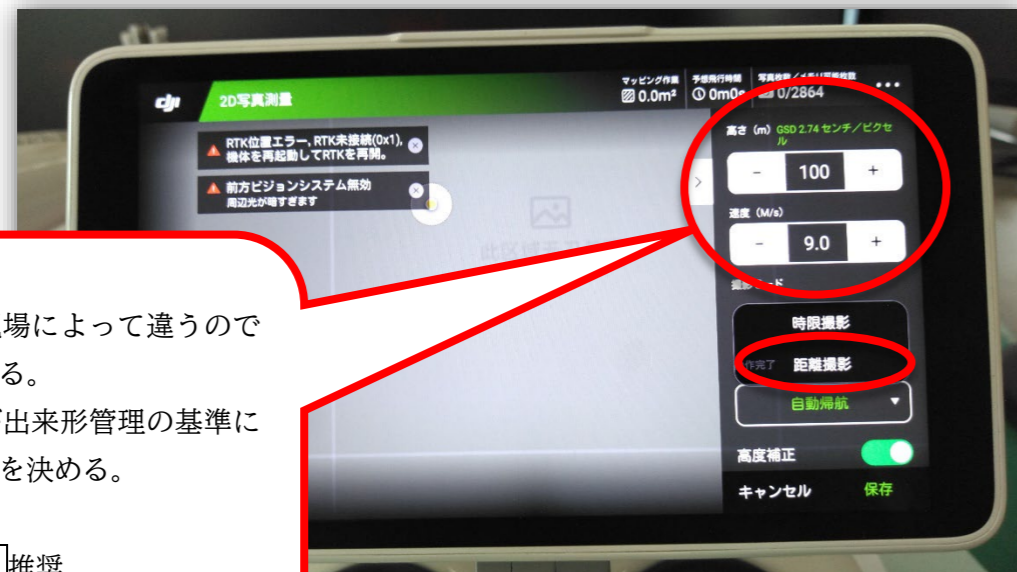 dji
2D写真測量
マッピング作業
0.0m²
予想飛行時間
0m0s
0/2864
RTK位置エラー, RTK未接続(0x1),
機体を再起動してRTKを再開。
前方ビジョンシステム無効
周辺光が暗すぎます
高さ (m) GSD 2.74 センチ/ピクセ
ル
- 100 +
速度 (M/s)
- 9.0 +
時限撮影
距離撮影
自動帰航
高度補正
キャンセル 保存
場によって違うので
る。
出来形管理の基準に
を決める。
推奨